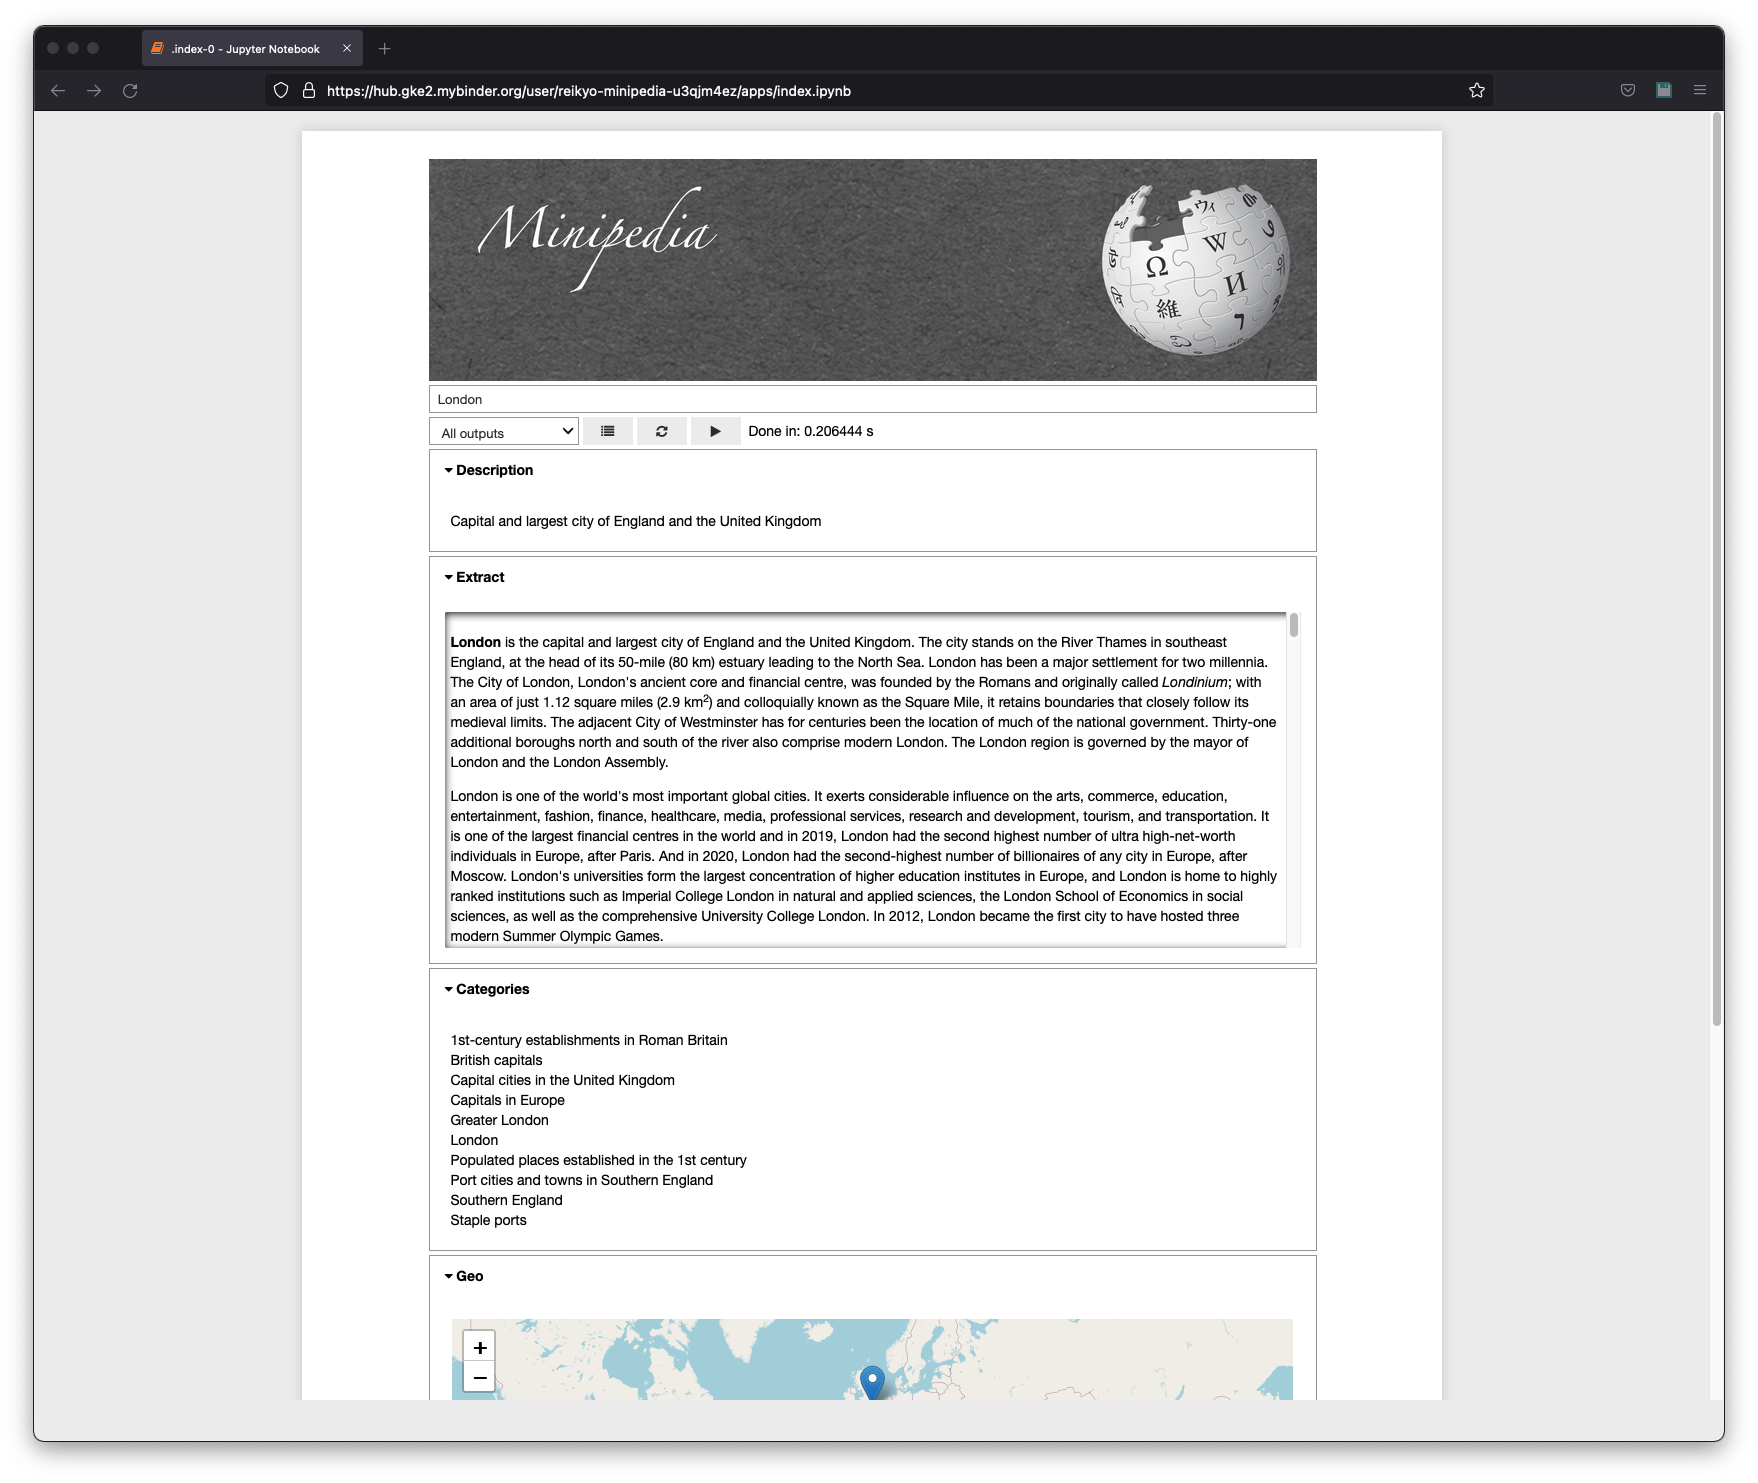 .index-0 - Jupyter Notebook
https://hub.gke2.mybinder.org/user/reikyo-minipedia-u3qjm4ez/apps/index.ipynb
Minipedia
ウィ
W
Ω
И
維
London
All outputs
Done in: 0.206444 s
Description
Capital and largest city of England and the United Kingdom
Extract
London is the capital and largest city of England and the United Kingdom. The city stands on the River Thames in southeast
England, at the head of its 50-mile (80 km) estuary leading to the North Sea. London has been a major settlement for two millennia.
The City of London, London's ancient core and financial centre, was founded by the Romans and originally called Londinium; with
an area of just 1.12 square miles (2.9 km²) and colloquially known as the Square Mile, it retains boundaries that closely follow its
medieval limits. The adjacent City of Westminster has for centuries been the location of much of the national government. Thirty-one
additional boroughs north and south of the river also comprise modern London. The London region is governed by the mayor of
London and the London Assembly.
London is one of the world's most important global cities. It exerts considerable influence on the arts, commerce, education,
entertainment, fashion, finance, healthcare, media, professional services, research and development, tourism, and transportation. It
is one of the largest financial centres in the world and in 2019, London had the second highest number of ultra high-net-worth
individuals in Europe, after Paris. And in 2020, London had the second-highest number of billionaires of any city in Europe, after
Moscow. London's universities form the largest concentration of higher education institutes in Europe, and London is home to highly
ranked institutions such as Imperial College London in natural and applied sciences, the London School of Economics in social
sciences, as well as the comprehensive University College London. In 2012, London became the first city to have hosted three
modern Summer Olympic Games.
Categories
1st-century establishments in Roman Britain
British capitals
Capital cities in the United Kingdom
Capitals in Europe
Greater London
London
Populated places established in the 1st century
Port cities and towns in Southern England
Southern England
Staple ports
Geo
+
−